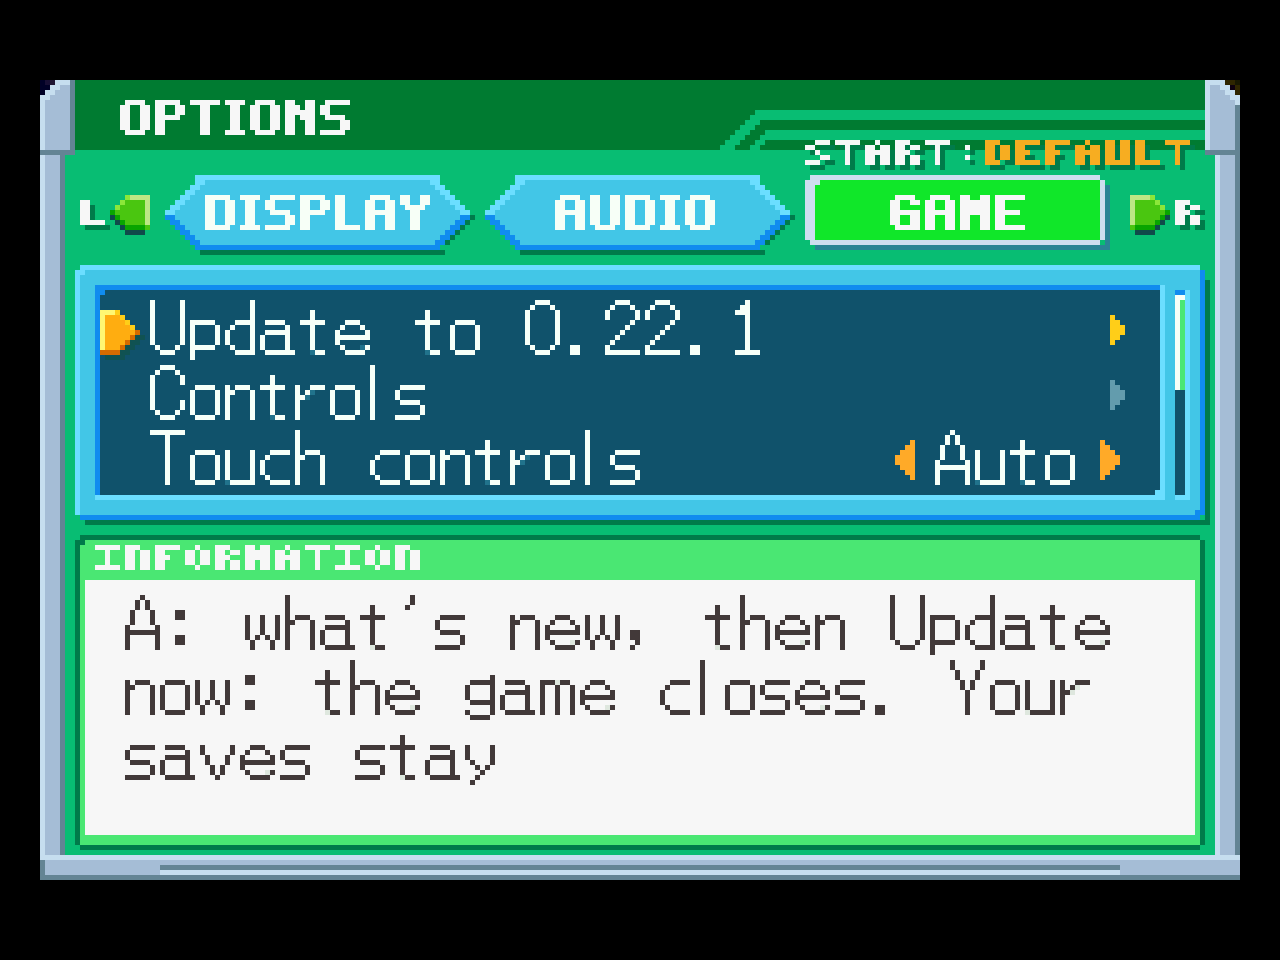 OPTIONS
START:DEFAULT
L DISPLAY AUDIO GAME R
Update to 0.22.1
Controls
Touch controls Auto
INFORMATION
A: what's new, then Update
now: the game closes. Your
saves stay